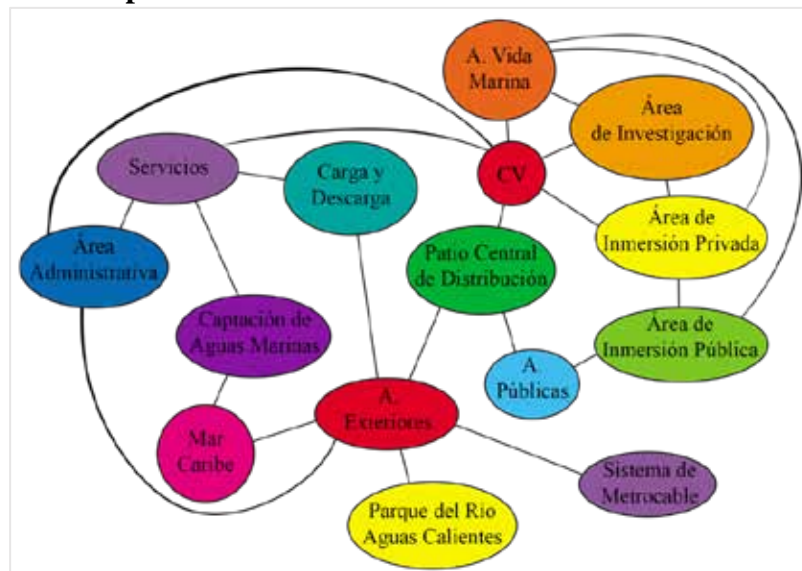 A. Vida
Marina
Área
de Investigación
Servicios
Carga y
Descarga
CV
Área
Administrativa
Patio Central
de Distribución
Área de
Inmersión Privada
Captación de
Aguas Marinas
Área de
Inmersión Pública
A.
Públicas
A.
Exteriores
Mar
Caribe
Sistema de
Metrocable
Parque del Rio
Aguas Calientes